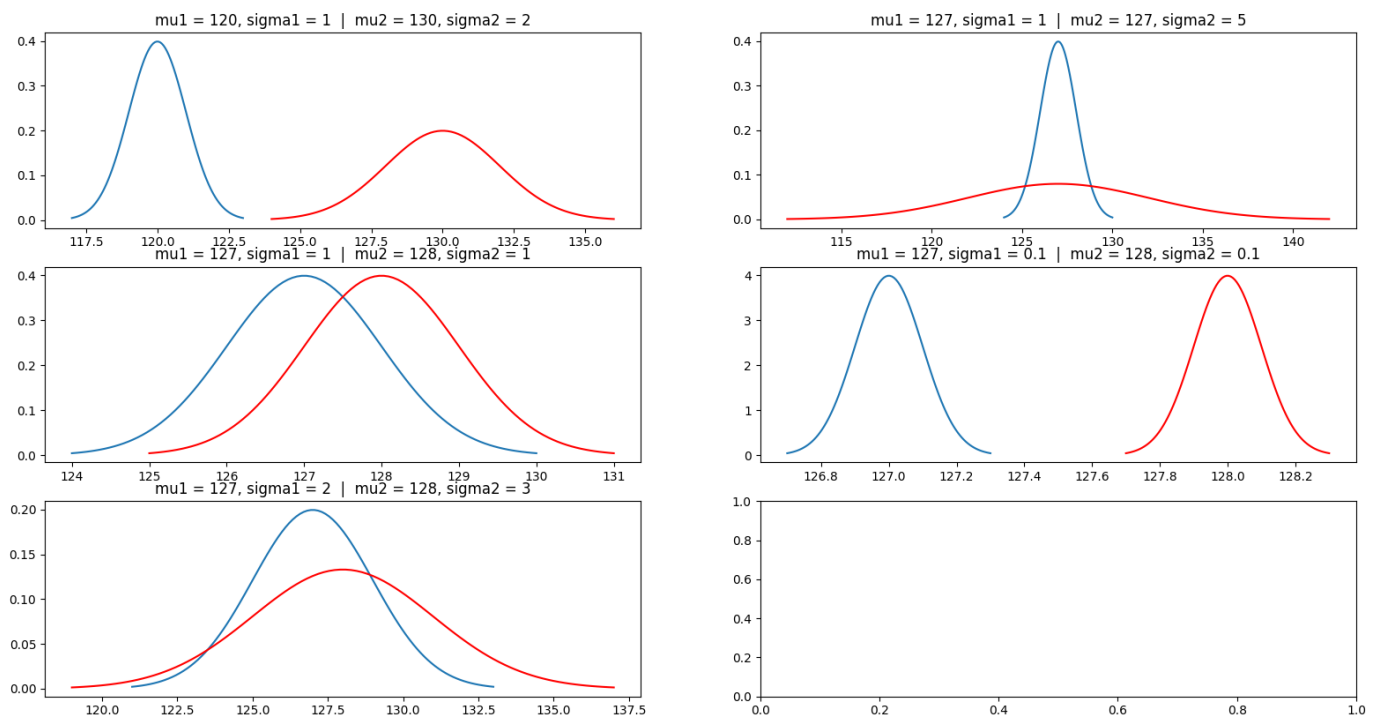 mu1 = 120, sigma1 = 1 | mu2 = 130, sigma2 = 2
0.4
0.3
0.2
0.1
0.0
117.5 120.0 122.5 125.0 127.5 130.0 132.5 135.0
mu1 = 127, sigma1 = 1 | mu2 = 127, sigma2 = 5
0.4
0.3
0.2
0.1
0.0
115 120 125 130 135 140
mu1 = 127, sigma1 = 1 | mu2 = 128, sigma2 = 1
0.4
0.3
0.2
0.1
0.0
124 125 126 127 128 129 130 131
mu1 = 127, sigma1 = 0.1 | mu2 = 128, sigma2 = 0.1
4
3
2
1
0
126.8 127.0 127.2 127.4 127.6 127.8 128.0 128.2
mu1 = 127, sigma1 = 2 | mu2 = 128, sigma2 = 3
0.20
0.15
0.10
0.05
0.00
120.0 122.5 125.0 127.5 130.0 132.5 135.0 137.5
1.0
0.8
0.6
0.4
0.2
0.0
0.0 0.2 0.4 0.6 0.8 1.0